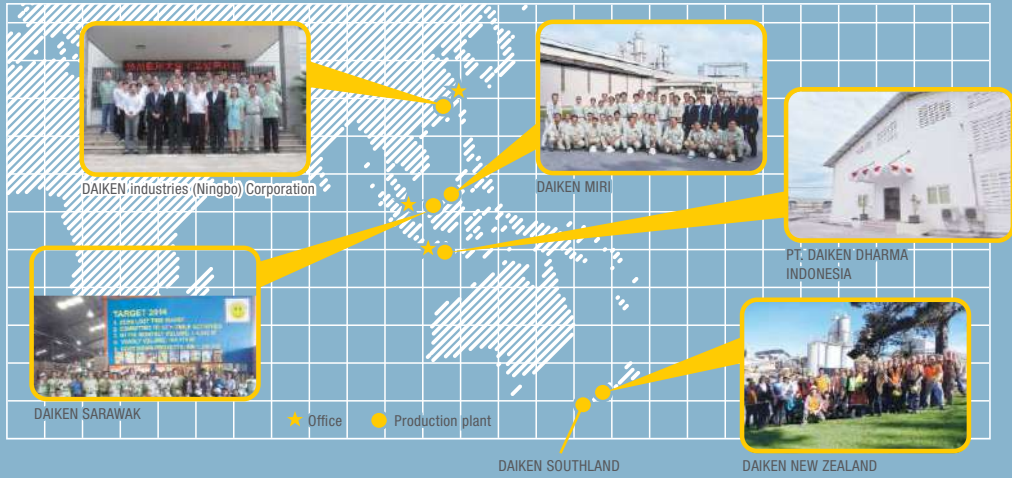 DAIKEN industries (Ningbo) Corporation
DAIKEN MIRI
PT. DAIKEN DHARMA
INDONESIA
TARGET 2014
DAIKEN SARAWAK
Office
Production plant
DAIKEN SOUTHLAND
DAIKEN NEW ZEALAND